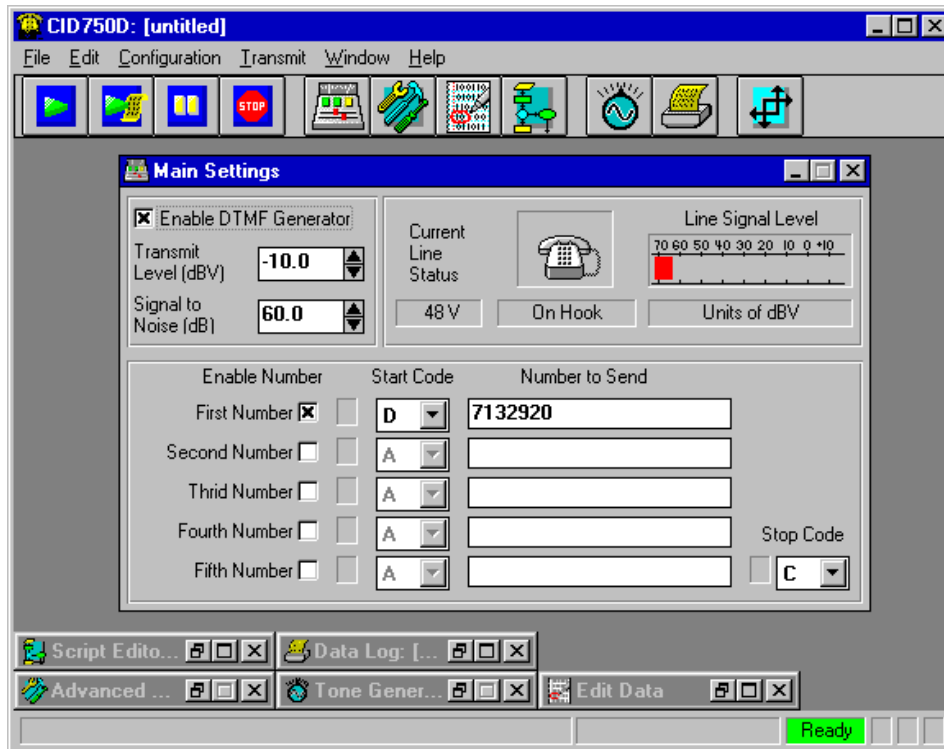 CID750D: [untitled]
File Edit Configuration Transmit Window Help
STOP
Main Settings
Enable DTMF Generator
Transmit Level (dBV)
-10.0
Signal to Noise (dB)
60.0
Current Line Status
48 V
On Hook
Line Signal Level
70 60 50 40 30 20 10 0 +10
Units of dBV
Enable Number Start Code Number to Send
First Number D 7132920
Second Number A
Thrid Number A
Fourth Number A
Fifth Number A
Stop Code
C
Script Edito...
Data Log: [...
Advanced ...
Tone Gener...
Edit Data
Ready